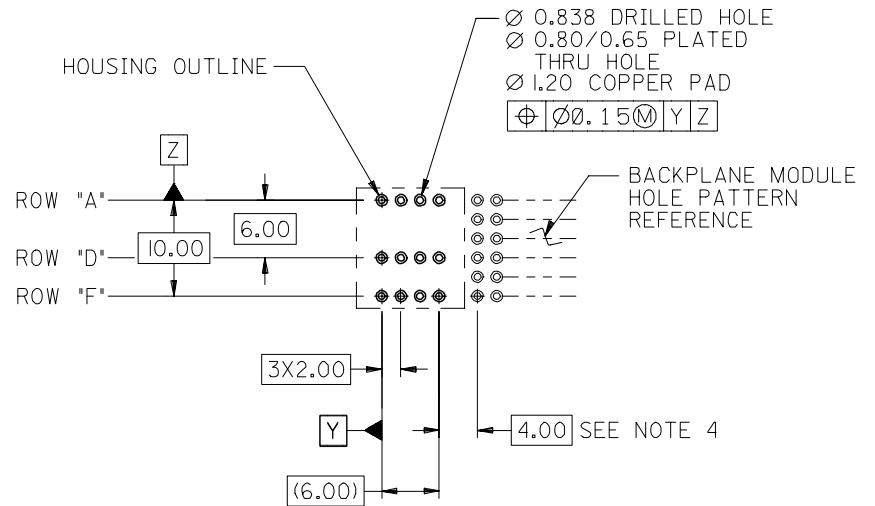 Ø 0.838 DRILLED HOLE
Ø 0.80/0.65 PLATED
THRU HOLE
Ø 1.20 COPPER PAD
⌖ Ø0.15Ⓜ Y Z
HOUSING OUTLINE
Z
BACKPLANE MODULE
HOLE PATTERN
REFERENCE
ROW "A"
6.00
10.00
ROW "D"
ROW "F"
3X2.00
Y
4.00 SEE NOTE 4
(6.00)